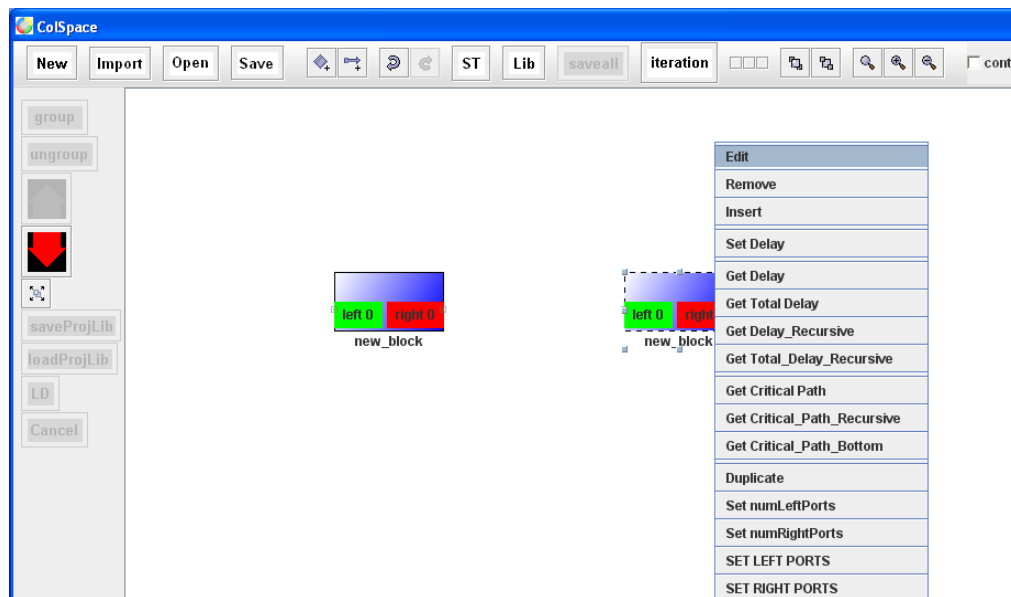 ColSpace
New Import Open Save ST Lib saveall iteration cont
group
ungroup
saveProjLib
loadProjLib
LD
Cancel
left 0 right 0
new_block
left 0 right
new_block
Edit
Remove
Insert
Set Delay
Get Delay
Get Total Delay
Get Delay_Recursive
Get Total_Delay_Recursive
Get Critical Path
Get Critical_Path_Recursive
Get Critical_Path_Bottom
Duplicate
Set numLeftPorts
Set numRightPorts
SET LEFT PORTS
SET RIGHT PORTS